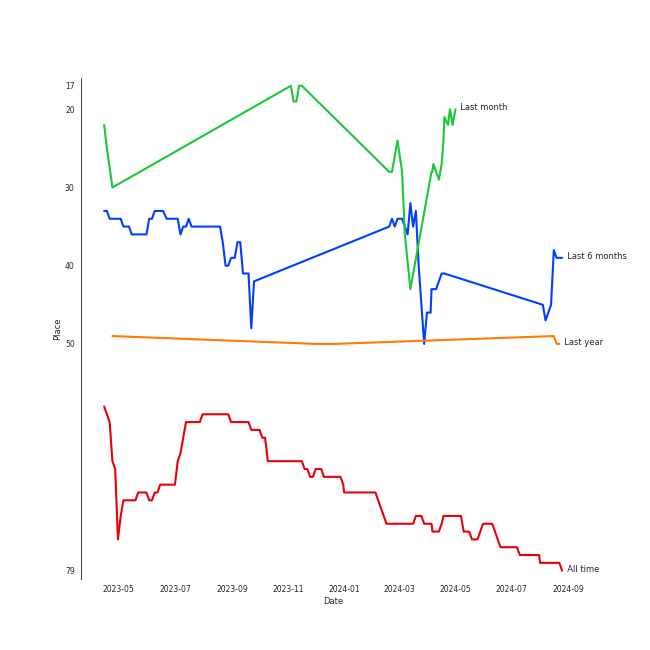 17
20
Last month
30
40
Last 6 months
Place
50
Last year
79
All time
2023-05
2023-07
2023-09
2023-11
2024-01
2024-03
2024-05
2024-07
2024-09
Date